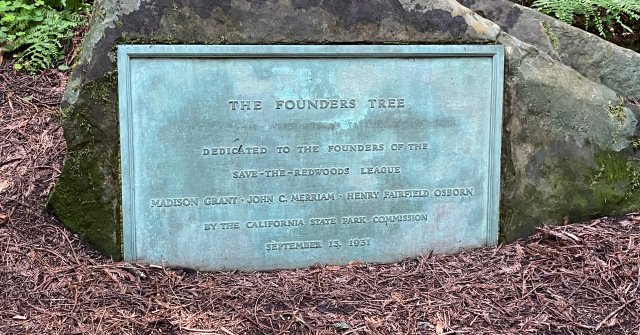 THE FOUNDERS TREE
DEDICATED TO THE FOUNDERS OF THE
SAVE-THE-REDWOODS LEAGUE
MADISON GRANT · JOHN C. MERRIAM · HENRY FAIRFIELD OSBORN
BY THE CALIFORNIA STATE PARK COMMISSION
SEPTEMBER 13, 1931